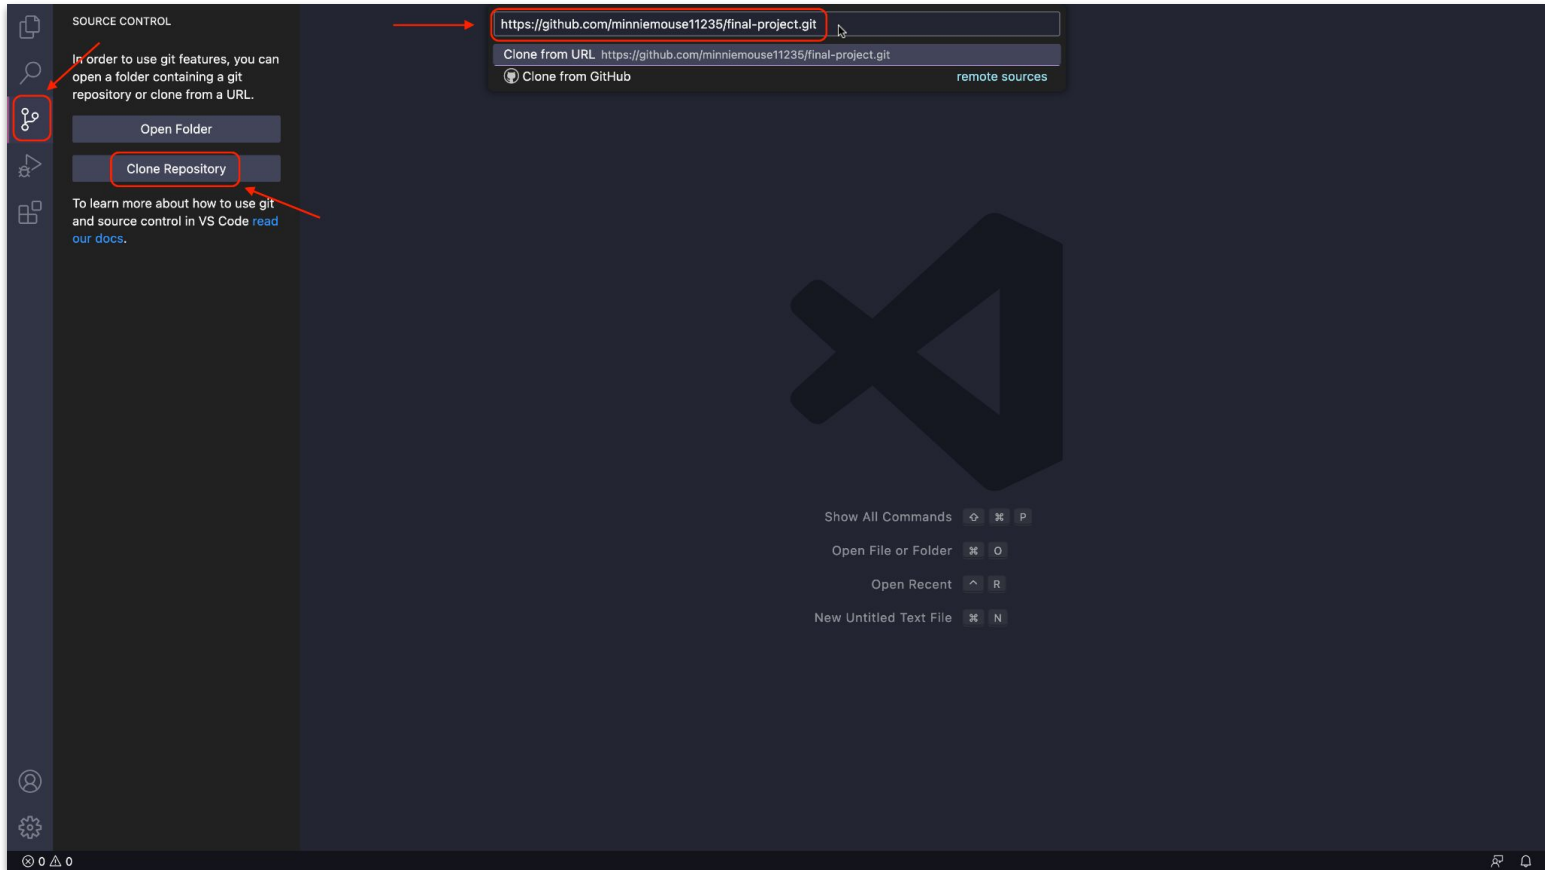 SOURCE CONTROL
In order to use git features, you can
open a folder containing a git
repository or clone from a URL.
Open Folder
Clone Repository
To learn more about how to use git
and source control in VS Code read
our docs.
https://github.com/minniemouse11235/final-project.git
Clone from URL https://github.com/minniemouse11235/final-project.git
Clone from GitHub remote sources
Show All Commands ⇧ ⌘ P
Open File or Folder ⌘ O
Open Recent ^ R
New Untitled Text File ⌘ N
0 0